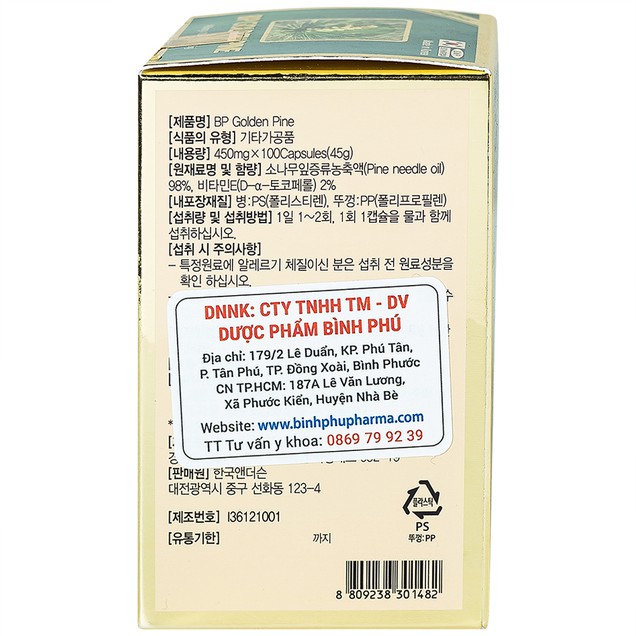 [제품명] BP Golden Pine
[식품의 유형] 기타가공품
[내용량] 450mg×100Capsules(45g)
[원재료명 및 함량] 소나무잎증류농축액(Pine needle oil)
98%, 비타민E(D-α-토코페롤) 2%
[내포장재질] 병:PS(폴리스티렌), 뚜껑:PP(폴리프로필렌)
[섭취량 및 섭취방법] 1일 1~2회, 1회 1캡슐을 물과 함께
섭취하십시오.
[섭취 시 주의사항]
- 특정원료에 알레르기 체질이신 분은 섭취 전 원료성분을
확인 하십시오.
수
DNNK: CTY TNHH TM - DV
DƯỢC PHẨM BÌNH PHÚ
Địa chỉ: 179/2 Lê Duẩn, KP. Phú Tân,
P. Tân Phú, TP. Đồng Xoài, Bình Phước
CN TP.HCM: 187A Lê Văn Lương,
Xã Phước Kiển, Huyện Nhà Bè
Website: www.binhphupharma.com
TT Tư vấn y khoa: 0869 79 92 39
[판매원] 한국앤더슨
대전광역시 중구 선화동 123-4
[제조번호] I36121001
[유통기한] 까지
플라스틱
PS
뚜껑:PP
8 809238 301482